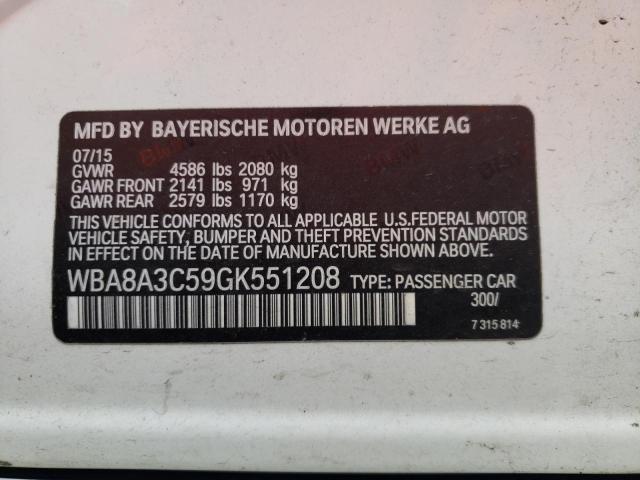 MFD BY BAYERISCHE MOTOREN WERKE AG
07/15
GVWR 4586 lbs 2080 kg
GAWR FRONT 2141 lbs 971 kg
GAWR REAR 2579 lbs 1170 kg
THIS VEHICLE CONFORMS TO ALL APPLICABLE U.S.FEDERAL MOTOR
VEHICLE SAFETY, BUMPER, AND THEFT PREVENTION STANDARDS
IN EFFECT ON THE DATE OF MANUFACTURE SHOWN ABOVE.
WBA8A3C59GK551208 TYPE: PASSENGER CAR
300/
7 315 814